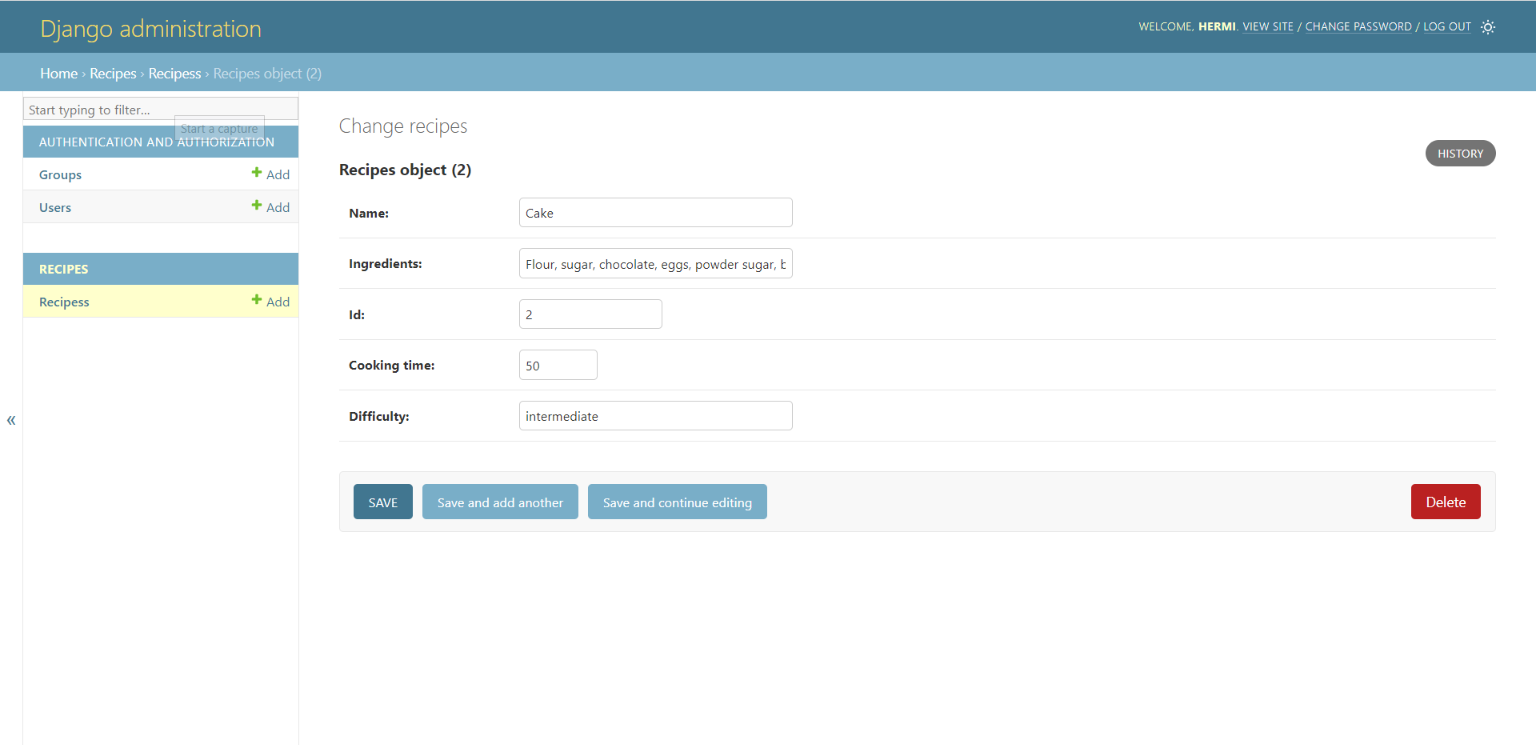 Django administration
WELCOME, HERMI. VIEW SITE / CHANGE PASSWORD / LOG OUT
Home › Recipes › Recipess › Recipes object (2)
Start typing to filter...
Start a capture
AUTHENTICATION AND AUTHORIZATION
Groups + Add
Users + Add
RECIPES
Recipess + Add
«
Change recipes
HISTORY
Recipes object (2)
Name: Cake
Ingredients: Flour, sugar, chocolate, eggs, powder sugar,
Id: 2
Cooking time: 50
Difficulty: intermediate
SAVE Save and add another Save and continue editing Delete